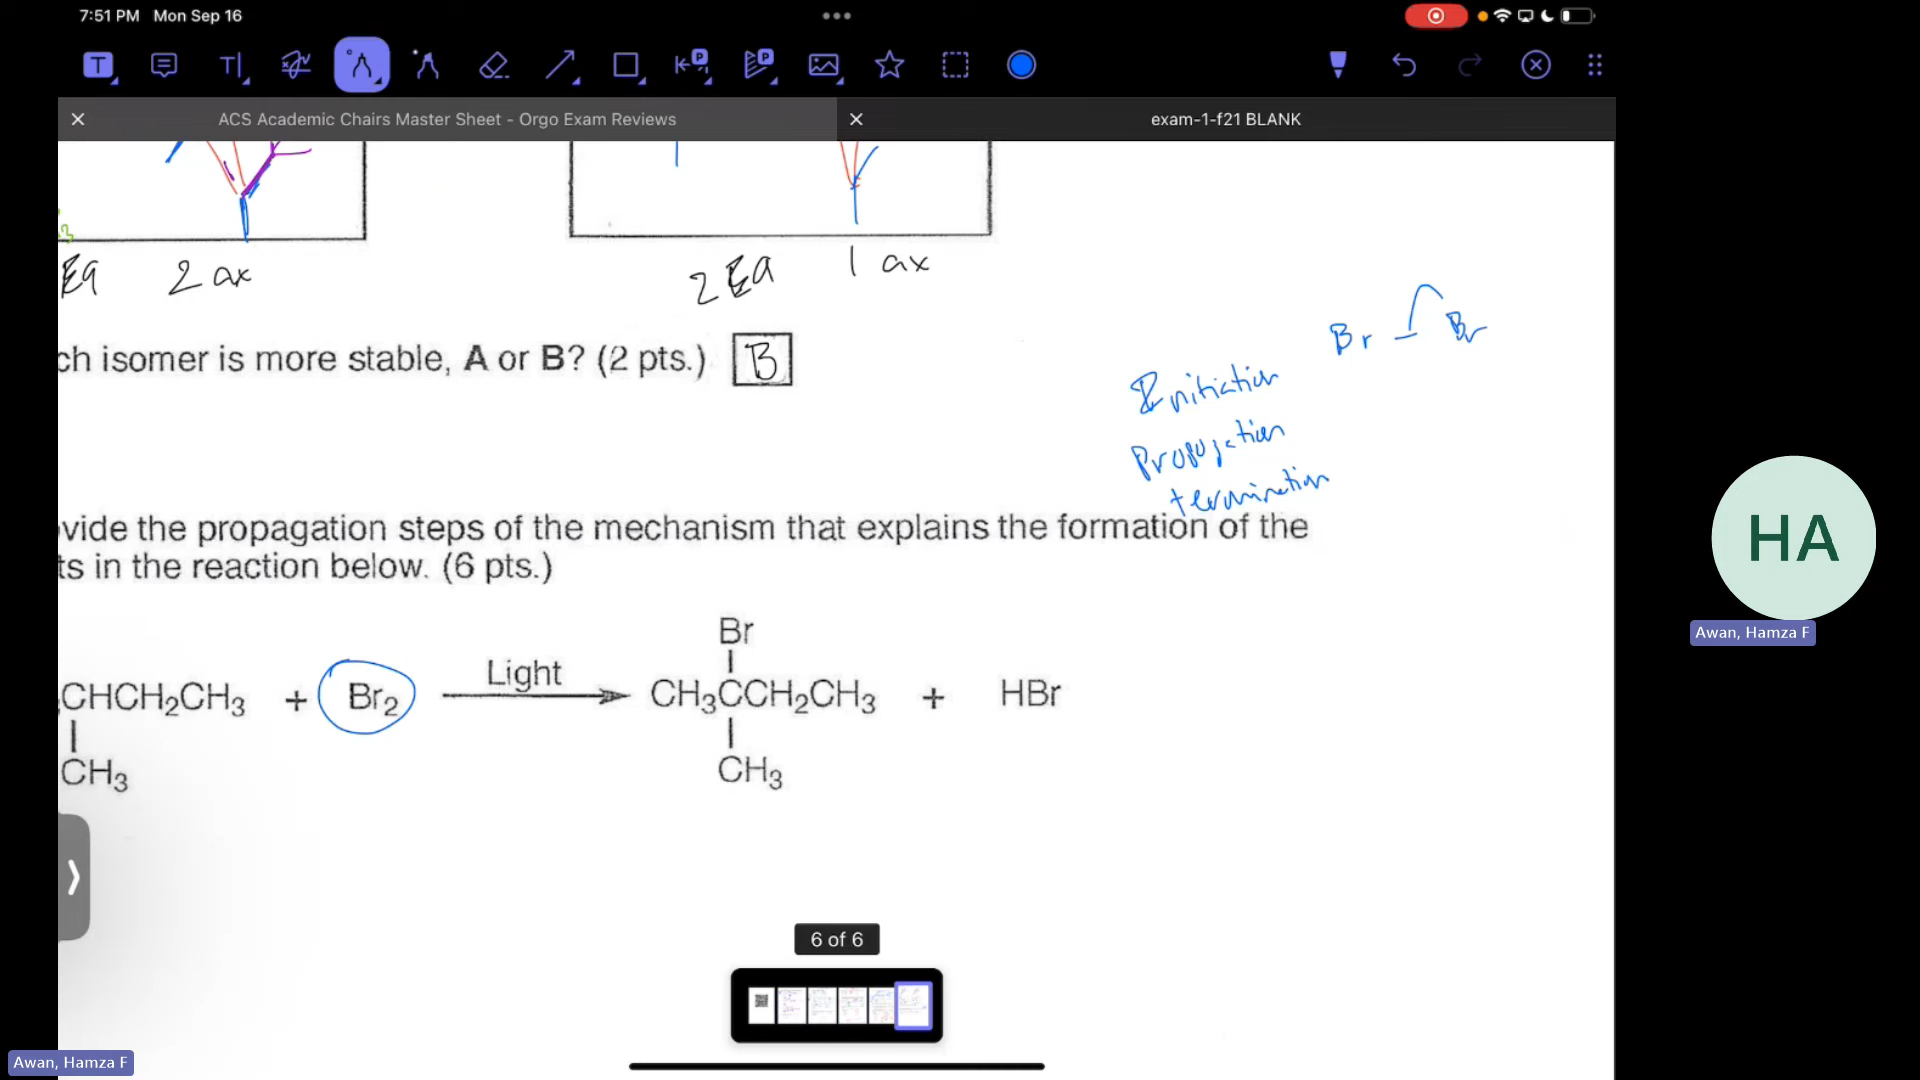 7:51 PM Mon Sep 16
ACS Academic Chairs Master Sheet - Orgo Exam Reviews
exam-1-f21 BLANK
Eq 2 ax
2 Eq 1 ax
Br – Br
ch isomer is more stable, A or B? (2 pts.) B
Initiation
Propogation
termination
vide the propagation steps of the mechanism that explains the formation of the
ts in the reaction below. (6 pts.)
Br
CHCH2CH3 + Br2 Light CH3CCH2CH3 + HBr
CH3 CH3
HA
Awan, Hamza F
6 of 6
Awan, Hamza F